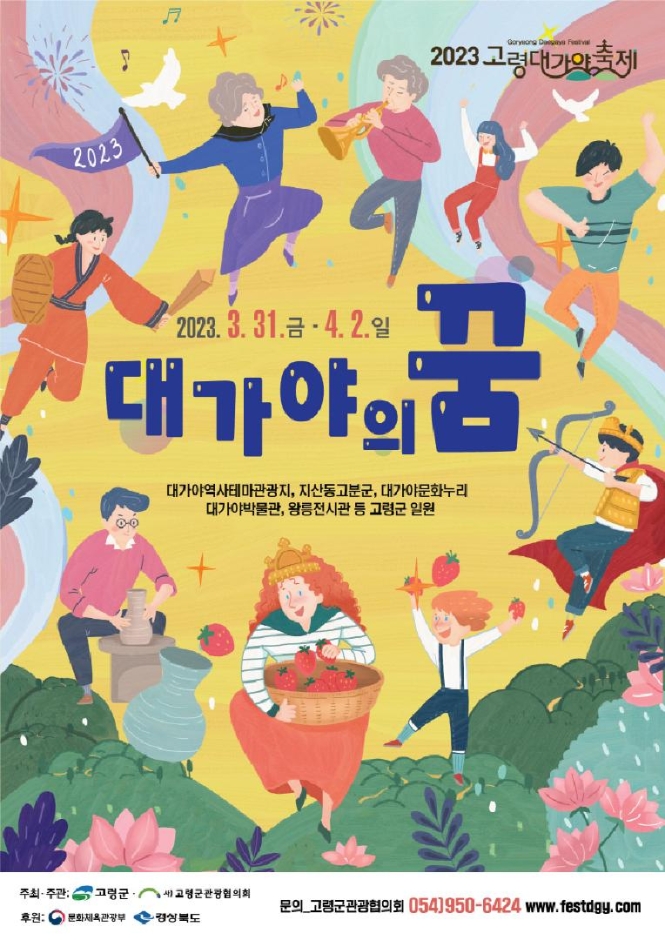 Goryeong Daegaya Festival
2023 고령대가야축제
2023
2023. 3. 31.금 - 4. 2.일
대가야의 꿈
대가야역사테마관광지, 지산동고분군, 대가야문화누리
대가야박물관, 왕릉전시관 등 고령군 일원
주최·주관: 고령군 · 사) 고령군관광협의회
후원: 문화체육관광부 경상북도
문의_고령군관광협의회 054)950-6424 www.festdgy.com